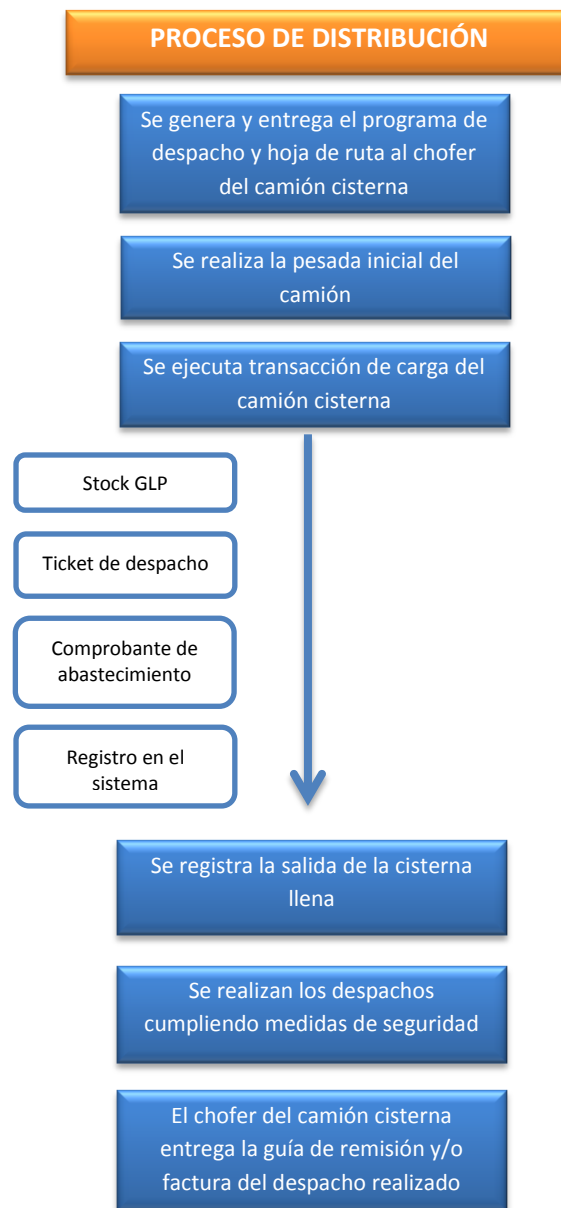 PROCESO DE DISTRIBUCIÓN
Se genera y entrega el programa de
despacho y hoja de ruta al chofer
del camión cisterna
Se realiza la pesada inicial del
camión
Se ejecuta transacción de carga del
camión cisterna
Stock GLP
Ticket de despacho
Comprobante de
abastecimiento
Registro en el
sistema
Se registra la salida de la cisterna
llena
Se realizan los despachos
cumpliendo medidas de seguridad
El chofer del camión cisterna
entrega la guía de remisión y/o
factura del despacho realizado